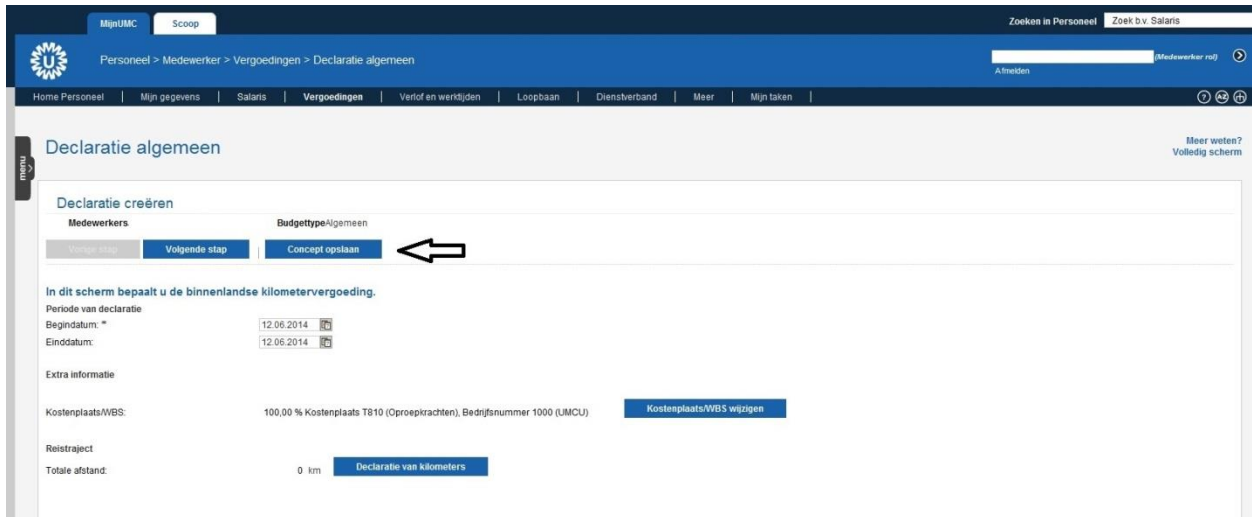 MijnUMC Scoop Zoeken in Personeel Zoek b.v. Salaris
Personeel > Medewerker > Vergoedingen > Declaratie algemeen (Medewerker rol)
Afmelden
Home Personeel | Mijn gegevens | Salaris | Vergoedingen | Verlof en werktijden | Loopbaan | Dienstverband | Meer | Mijn taken | ? AZ
menu
Declaratie algemeen
Meer weten?
Volledig scherm
Declaratie creëren
Medewerkers BudgettypeAlgemeen
Vorige stap Volgende stap | Concept opslaan
In dit scherm bepaalt u de binnenlandse kilometervergoeding.
Periode van declaratie
Begindatum: * 12.06.2014
Einddatum: 12.06.2014
Extra informatie
Kostenplaats/WBS: 100,00 % Kostenplaats T810 (Oproepkrachten), Bedrijfsnummer 1000 (UMCU) Kostenplaats/WBS wijzigen
Reistraject
Totale afstand: 0 km Declaratie van kilometers